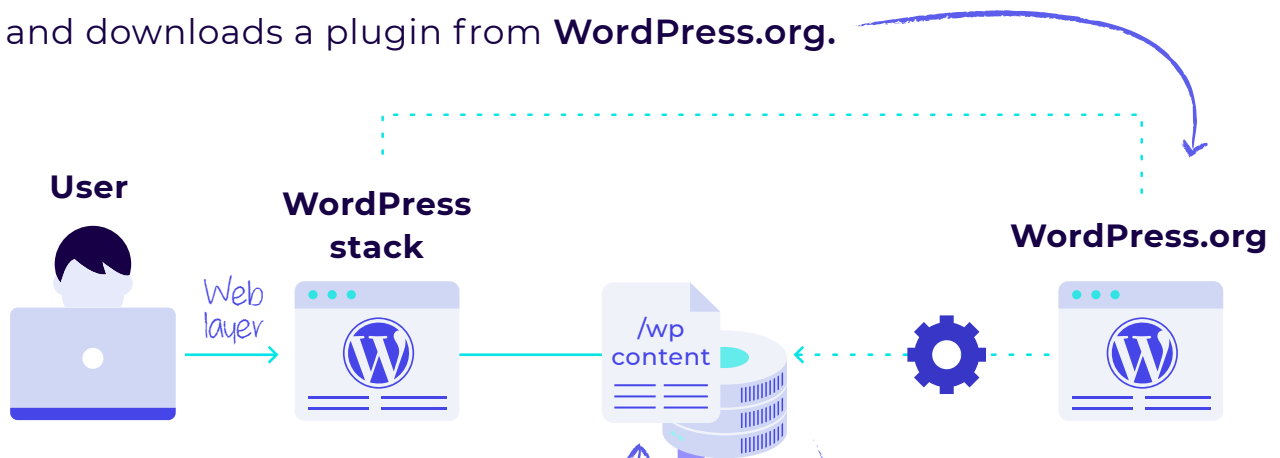 and downloads a plugin from WordPress.org.
User
WordPress
stack
WordPress.org
Web
layer
/wp
content